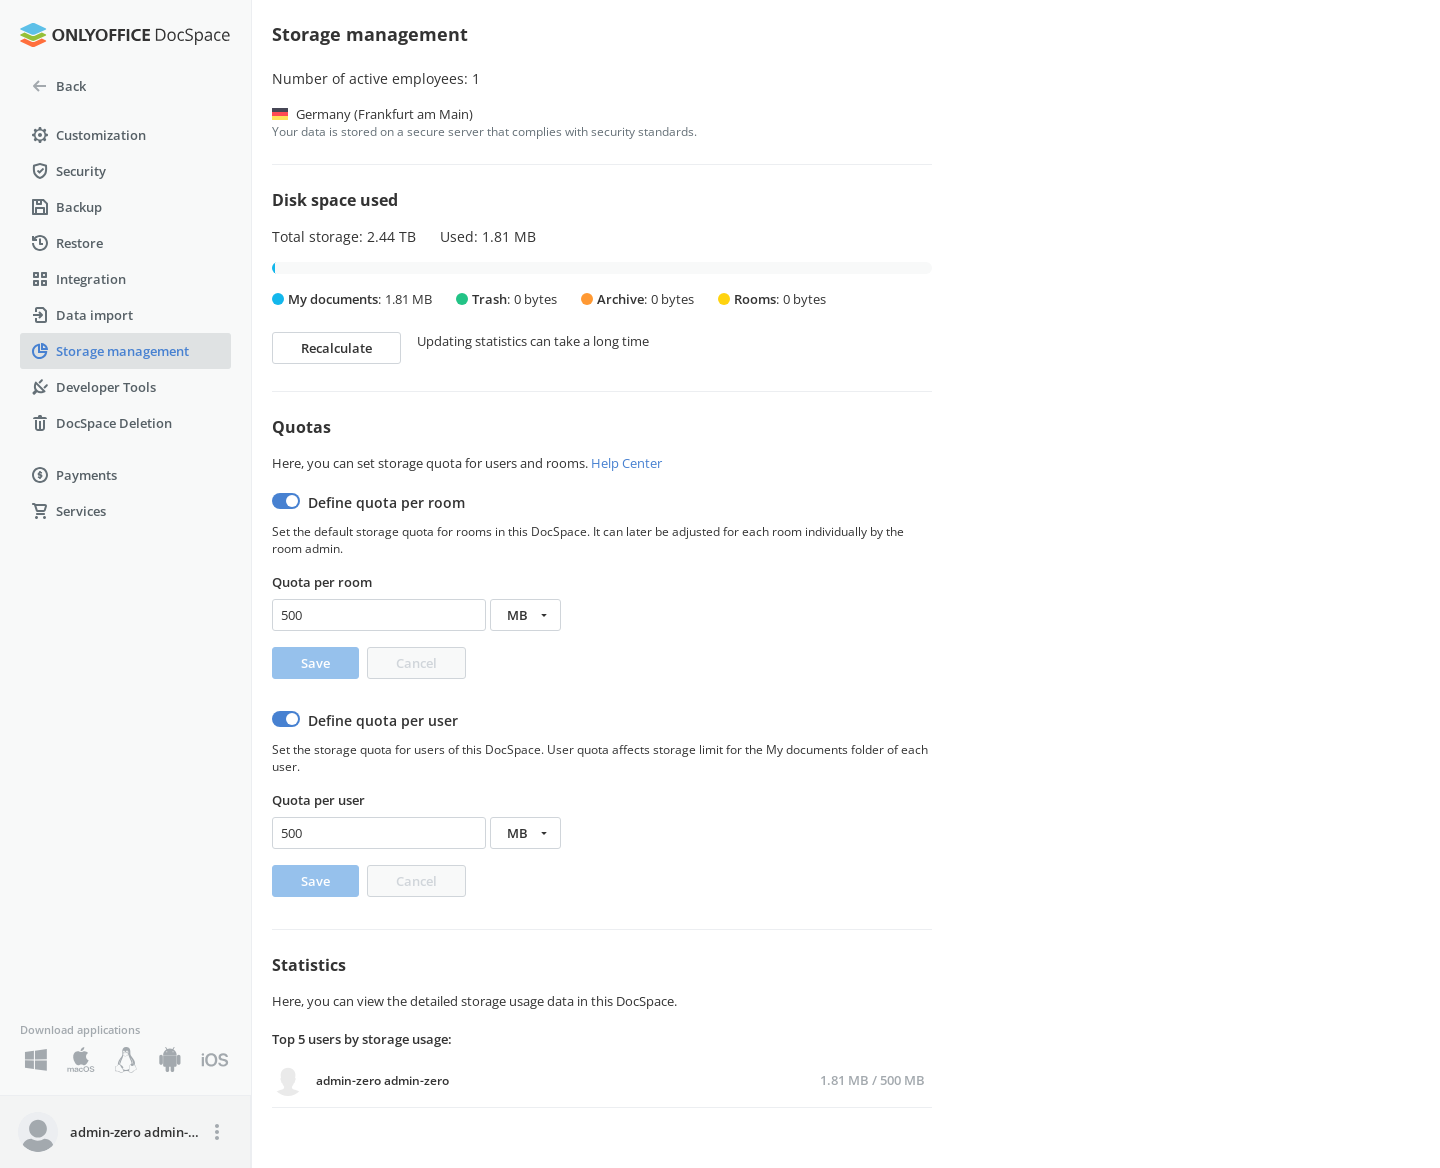 ONLYOFFICE DocSpace
Back
Customization
Security
Backup
Restore
Integration
Data import
Storage management
Developer Tools
DocSpace Deletion
Payments
Services
Download applications
macOS
iOS
admin-zero admin-...
Storage management
Number of active employees: 1
Germany (Frankfurt am Main)
Your data is stored on a secure server that complies with security standards.
Disk space used
Total storage: 2.44 TB Used: 1.81 MB
My documents: 1.81 MB Trash: 0 bytes Archive: 0 bytes Rooms: 0 bytes
Recalculate Updating statistics can take a long time
Quotas
Here, you can set storage quota for users and rooms. Help Center
Define quota per room
Set the default storage quota for rooms in this DocSpace. It can later be adjusted for each room individually by the
room admin.
Quota per room
500 MB
Save Cancel
Define quota per user
Set the storage quota for users of this DocSpace. User quota affects storage limit for the My documents folder of each
user.
Quota per user
500 MB
Save Cancel
Statistics
Here, you can view the detailed storage usage data in this DocSpace.
Top 5 users by storage usage:
admin-zero admin-zero 1.81 MB / 500 MB